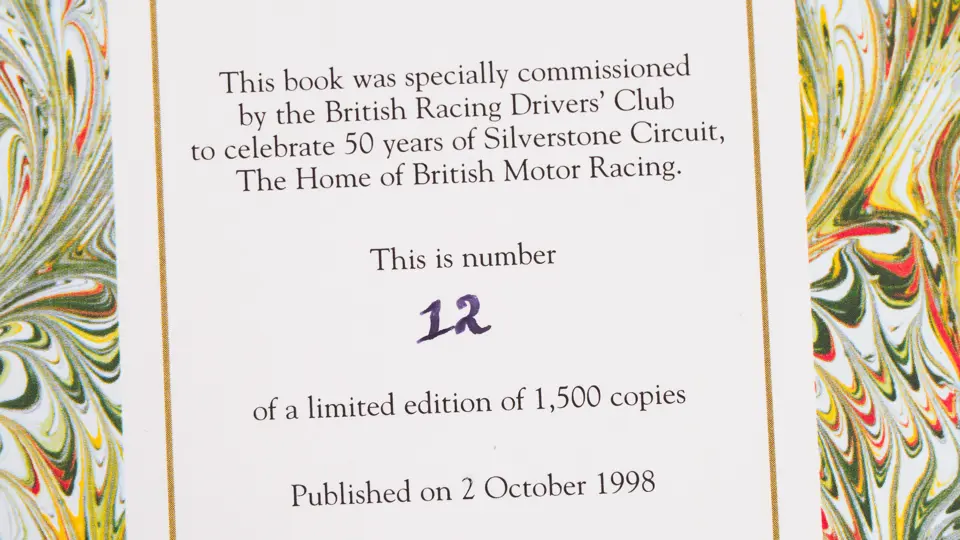 This book was specially commissioned
by the British Racing Drivers’ Club
to celebrate 50 years of Silverstone Circuit,
The Home of British Motor Racing.
This is number
12
of a limited edition of 1,500 copies
Published on 2 October 1998